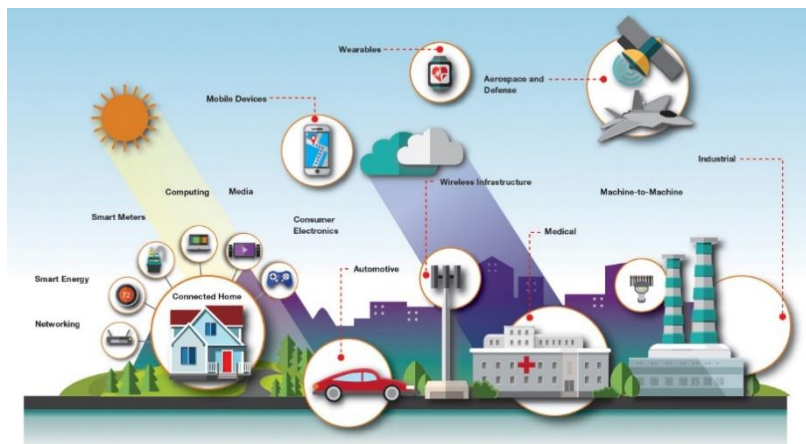 Wearables
Aerospace and
Defense
Mobile Devices
Industrial
Wireless Infrastructure
Computing
Media
Machine-to-Machine
Smart Meters
Consumer
Electronics
Medical
Automotive
Smart Energy
Connected Home
72
Networking